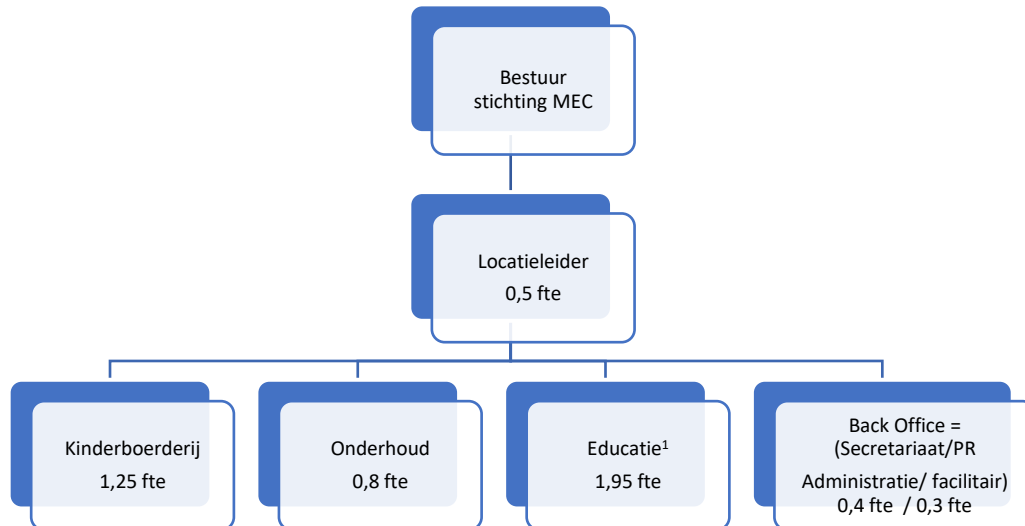 Bestuur
stichting MEC
Locatieleider
0,5 fte
Kinderboerderij
1,25 fte
Onderhoud
0,8 fte
Educatie¹
1,95 fte
Back Office =
(Secretariaat/PR
Administratie/ facilitair)
0,4 fte / 0,3 fte